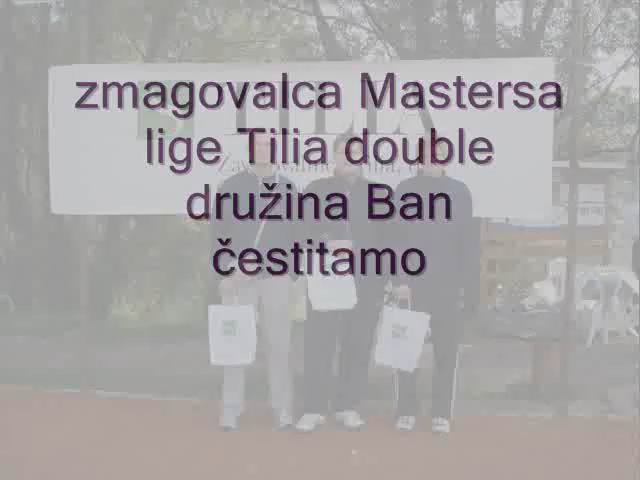 zmagovalca Mastersa
lige Tilia double
družina Ban
čestitamo